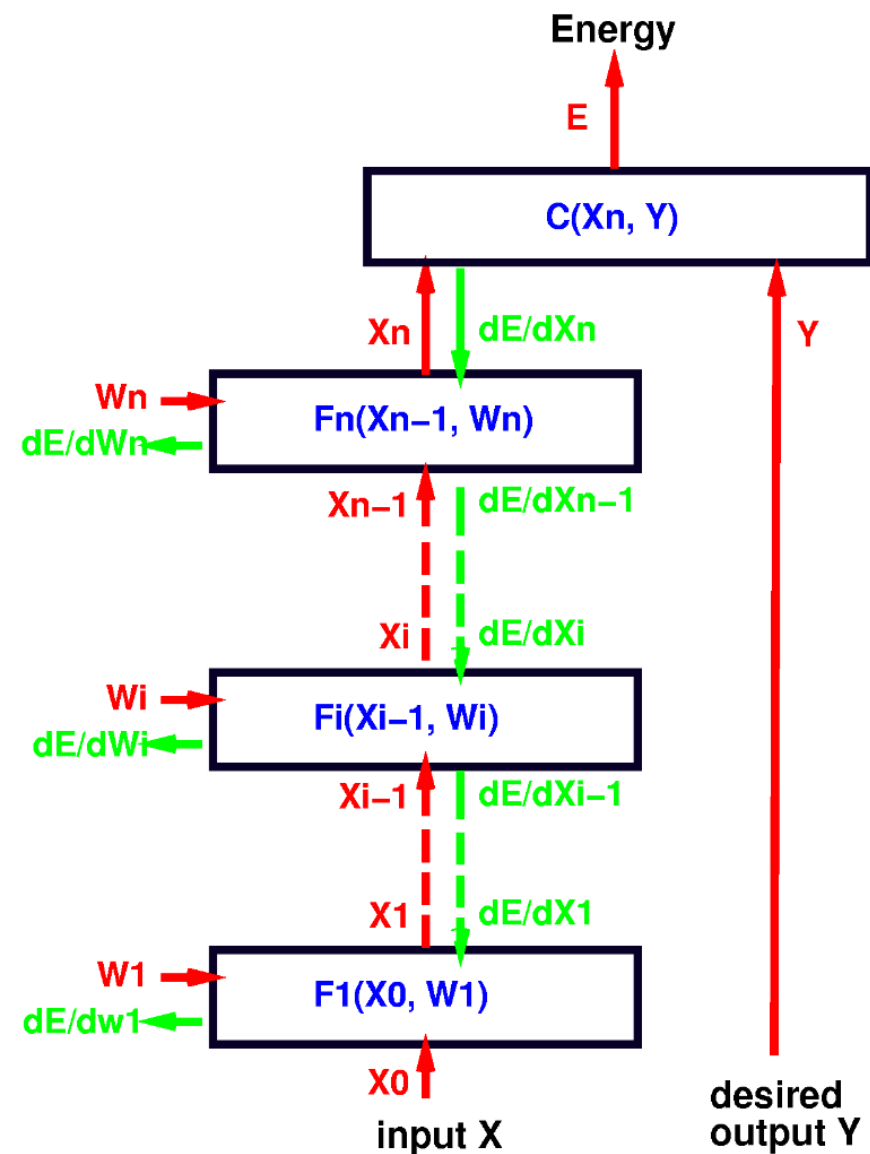 Energy
E
C(Xn, Y)
Xn
dE/dXn
Y
Wn
Fn(Xn−1, Wn)
dE/dWn
Xn−1
dE/dXn−1
Xi
dE/dXi
Wi
Fi(Xi−1, Wi)
dE/dWi
Xi−1
dE/dXi−1
X1
dE/dX1
W1
F1(X0, W1)
dE/dw1
X0
input X
desired
output Y